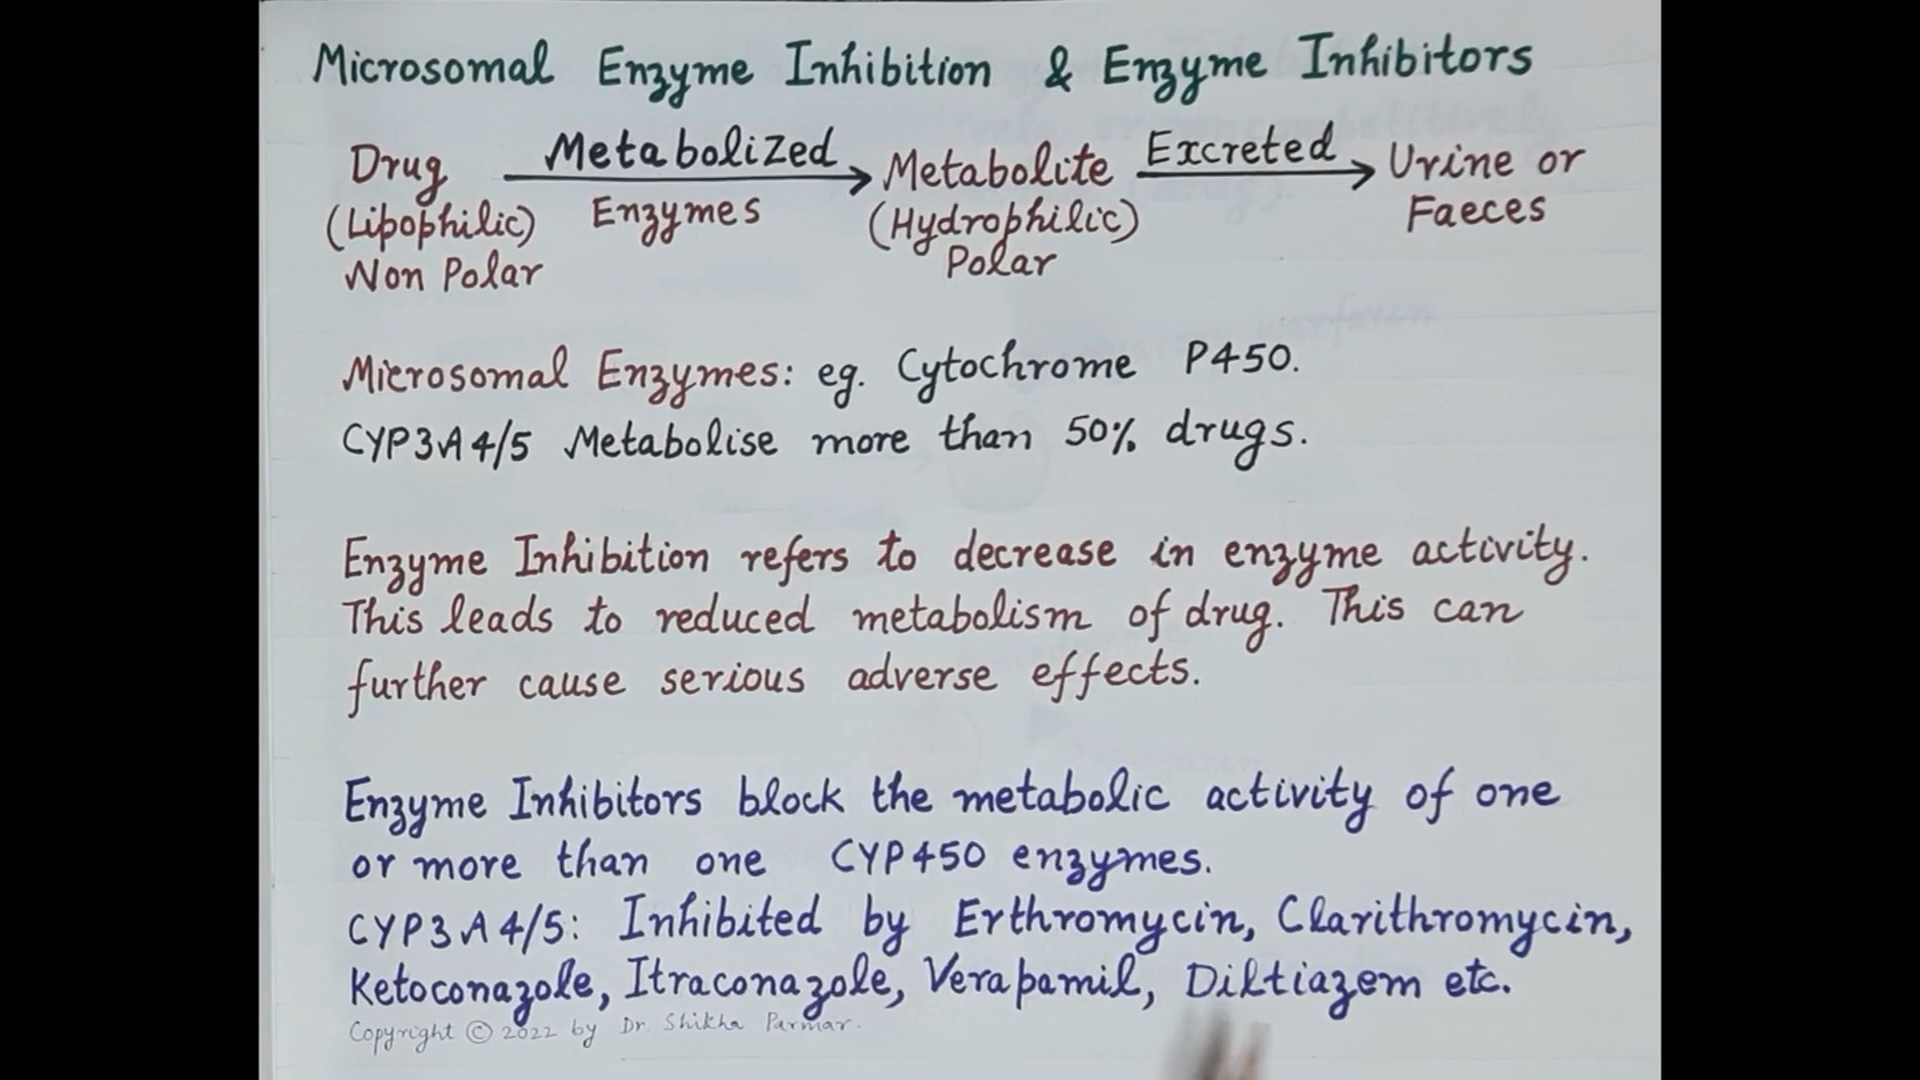 Microsomal Enzyme Inhibition & Enzyme Inhibitors
Drug Metabolized Metabolite Excreted Urine or
(Lipophilic) Enzymes (Hydrophilic) Faeces
Non Polar Polar
Microsomal Enzymes: eg. Cytochrome P450.
CYP3A4/5 Metabolise more than 50% drugs.
Enzyme Inhibition refers to decrease in enzyme activity.
This leads to reduced metabolism of drug. This can
further cause serious adverse effects.
Enzyme Inhibitors block the metabolic activity of one
or more than one CYP450 enzymes.
CYP3A4/5: Inhibited by Erthromycin, Clarithromycin,
Ketoconazole, Itraconazole, Verapamil, Diltiazem etc.
Copyright © 2022 by Dr. Shikha Parmar.